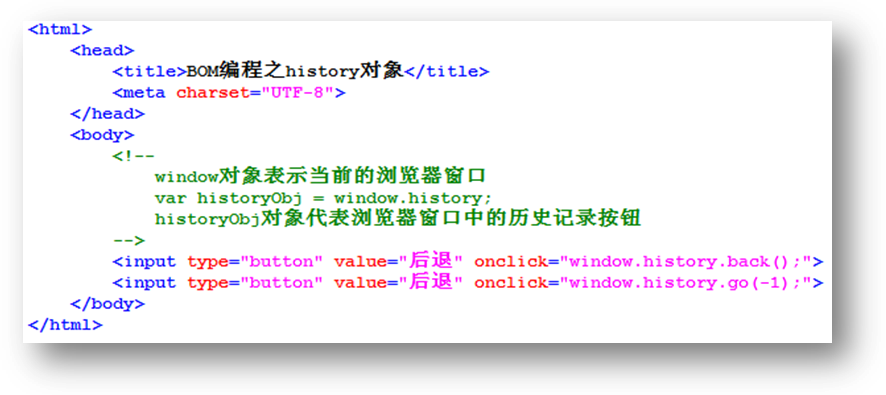 <html>
<head>
<title>BOM编程之history对象</title>
<meta charset="UTF-8">
</head>
<body>
<!--
window对象表示当前的浏览器窗口
var historyObj = window.history;
historyObj对象代表浏览器窗口中的历史记录按钮
-->
<input type="button" value="后退" onclick="window.history.back();">
<input type="button" value="后退" onclick="window.history.go(-1);">
</body>
</html>